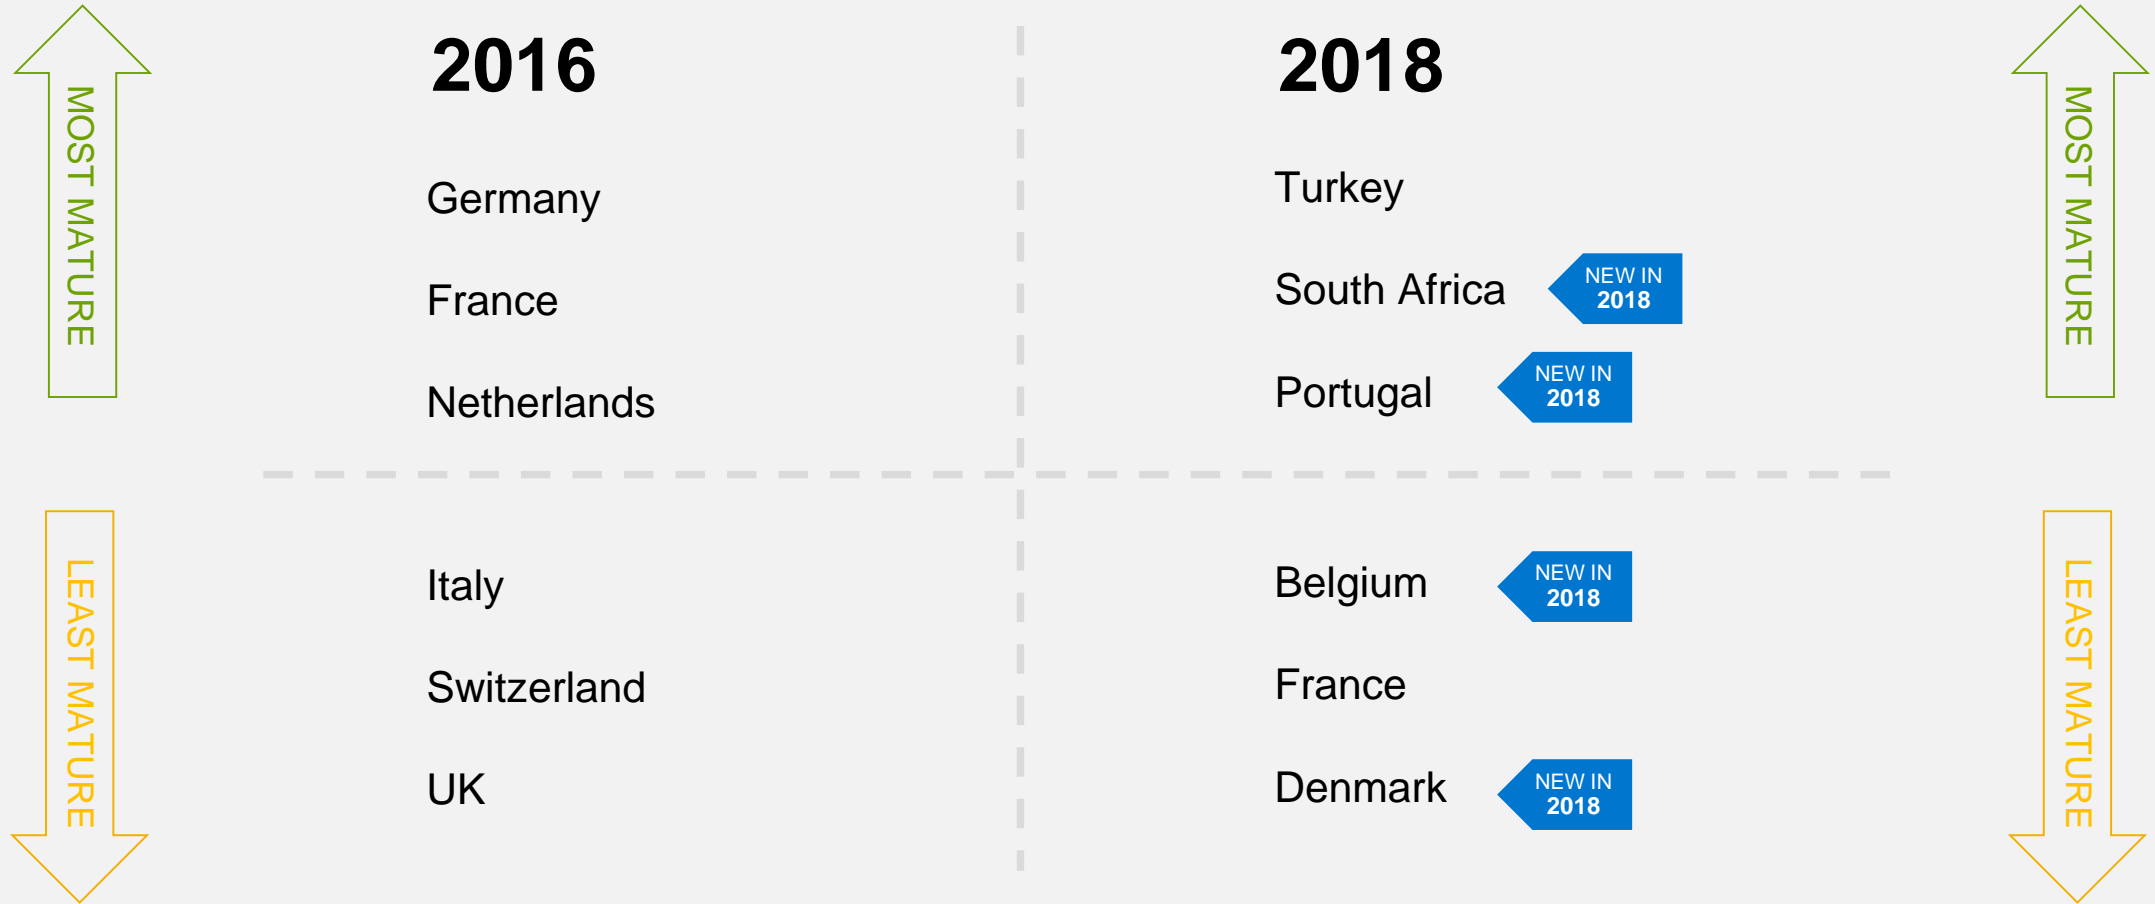 MOST MATURE
2016
Germany
France
Netherlands
2018
Turkey
South Africa
NEW IN
2018
Portugal
NEW IN
2018
MOST MATURE
LEAST MATURE
Italy
Switzerland
UK
Belgium
NEW IN
2018
France
Denmark
NEW IN
2018
LEAST MATURE